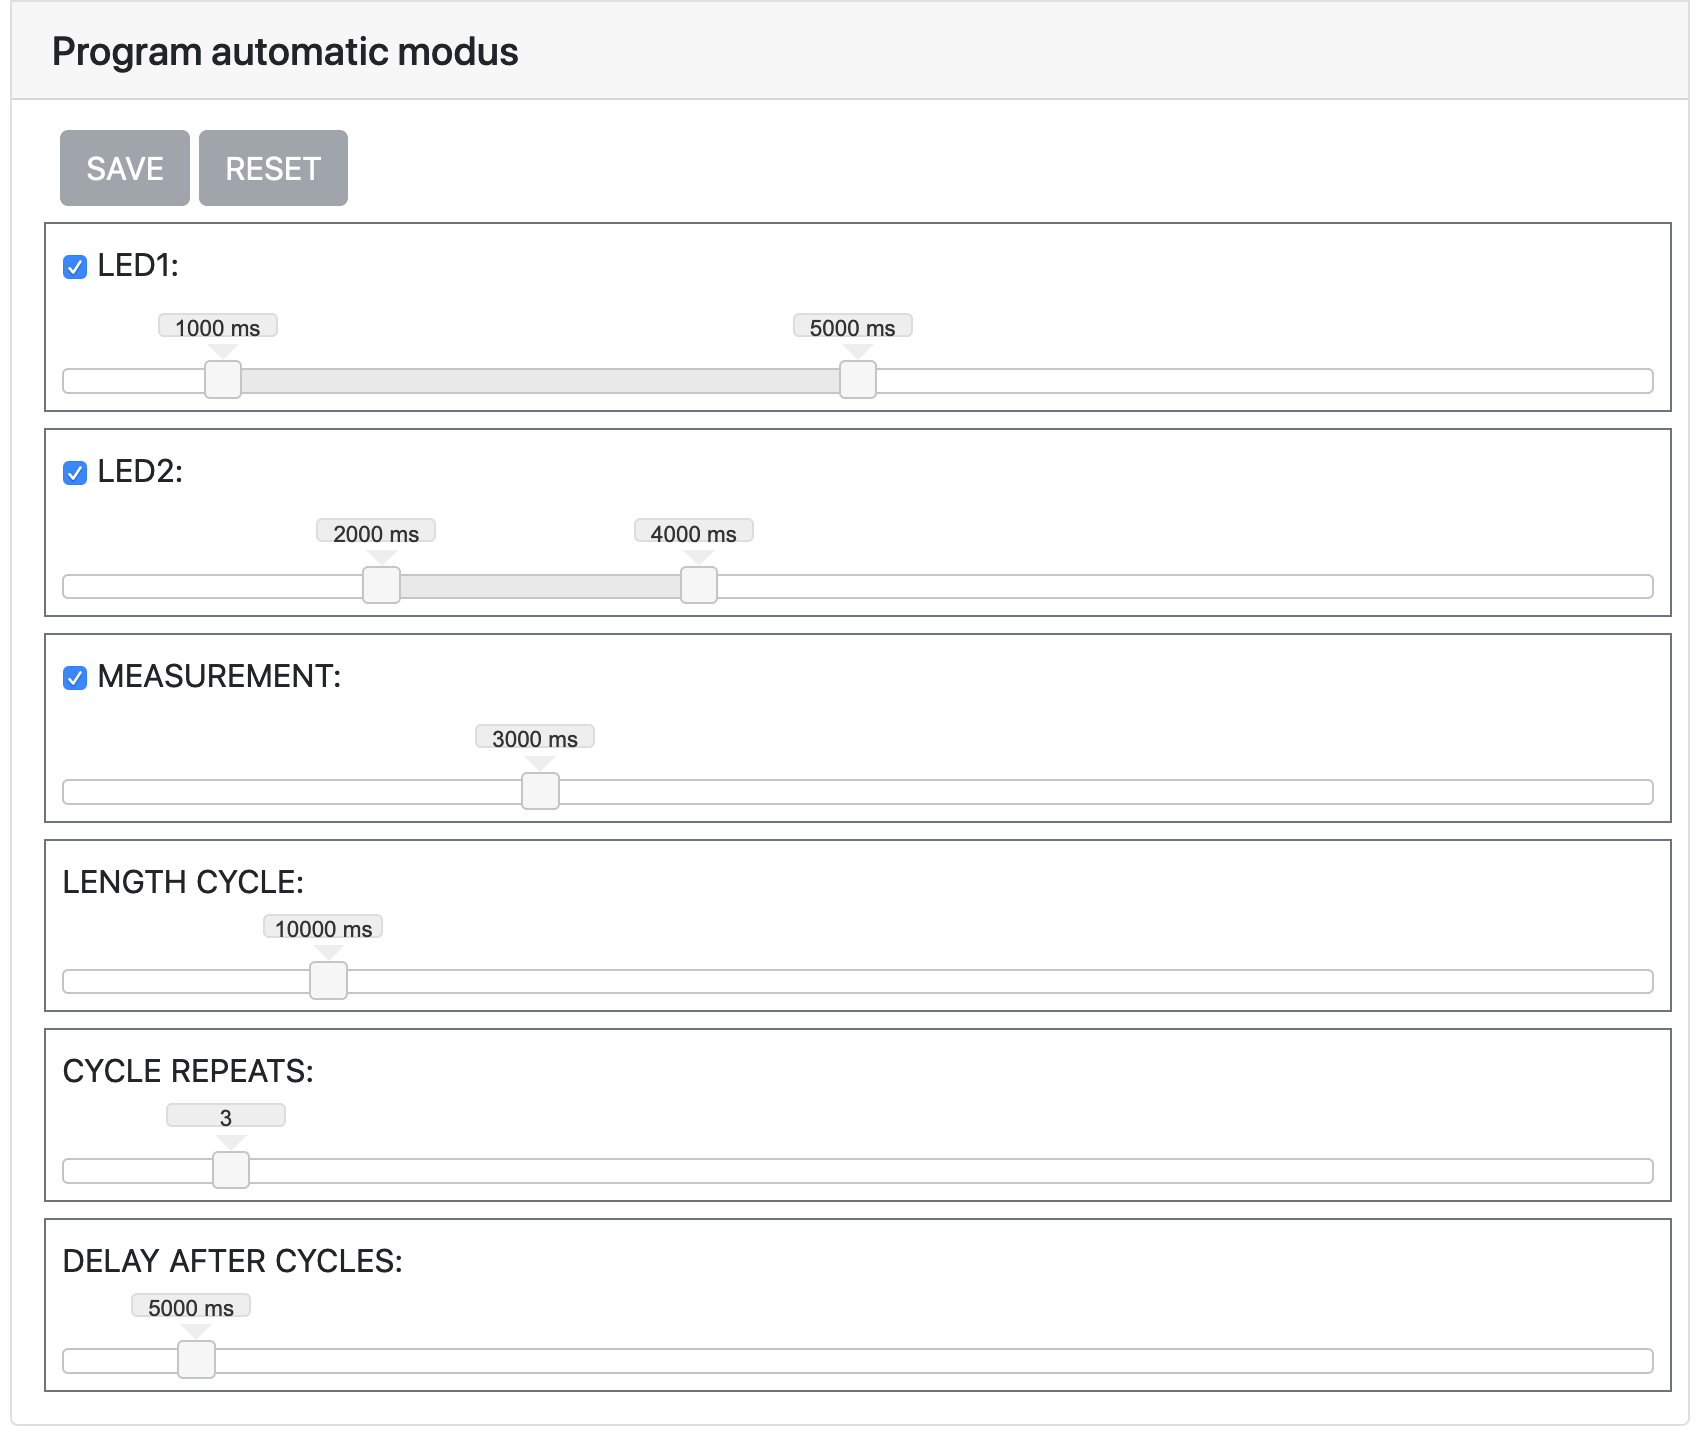 Program automatic modus
SAVE RESET
LED1:
1000 ms 5000 ms
LED2:
2000 ms 4000 ms
MEASUREMENT:
3000 ms
LENGTH CYCLE:
10000 ms
CYCLE REPEATS:
3
DELAY AFTER CYCLES:
5000 ms